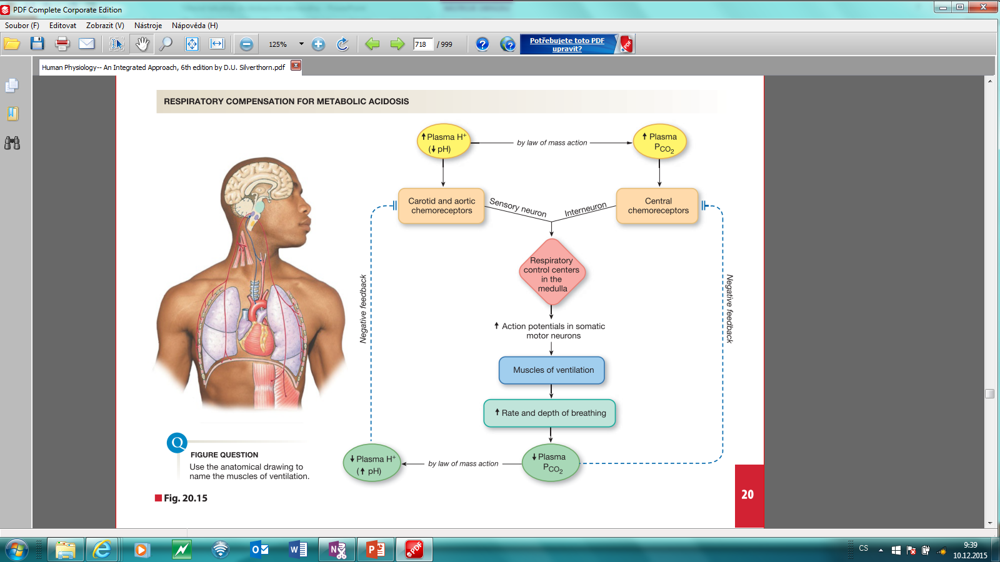 PDF Complete Corporate Edition
Soubor (F) Editovat Zobrazit (V) Nástroje Nápověda (H)
125% 718 / 999 Potřebujete toto PDF
upravit?
PDF
Human Physiology-- An Integrated Approach, 6th edition by D.U. Silverthorn.pdf
RESPIRATORY COMPENSATION FOR METABOLIC ACIDOSIS
↑ Plasma H⁺
(↓ pH)
by law of mass action
↑ Plasma
PCO₂
Carotid and aortic
chemoreceptors
Sensory neuron
Interneuron
Central
chemoreceptors
Respiratory
control centers
in the
medulla
Negative feedback
Negative feedback
↑ Action potentials in somatic
motor neurons
Muscles of ventilation
↑ Rate and depth of breathing
↓ Plasma H⁺
(↑ pH)
by law of mass action
↓ Plasma
PCO₂
Q
FIGURE QUESTION
Use the anatomical drawing to
name the muscles of ventilation.
Fig. 20.15
20
CS
9:39
10.12.2015